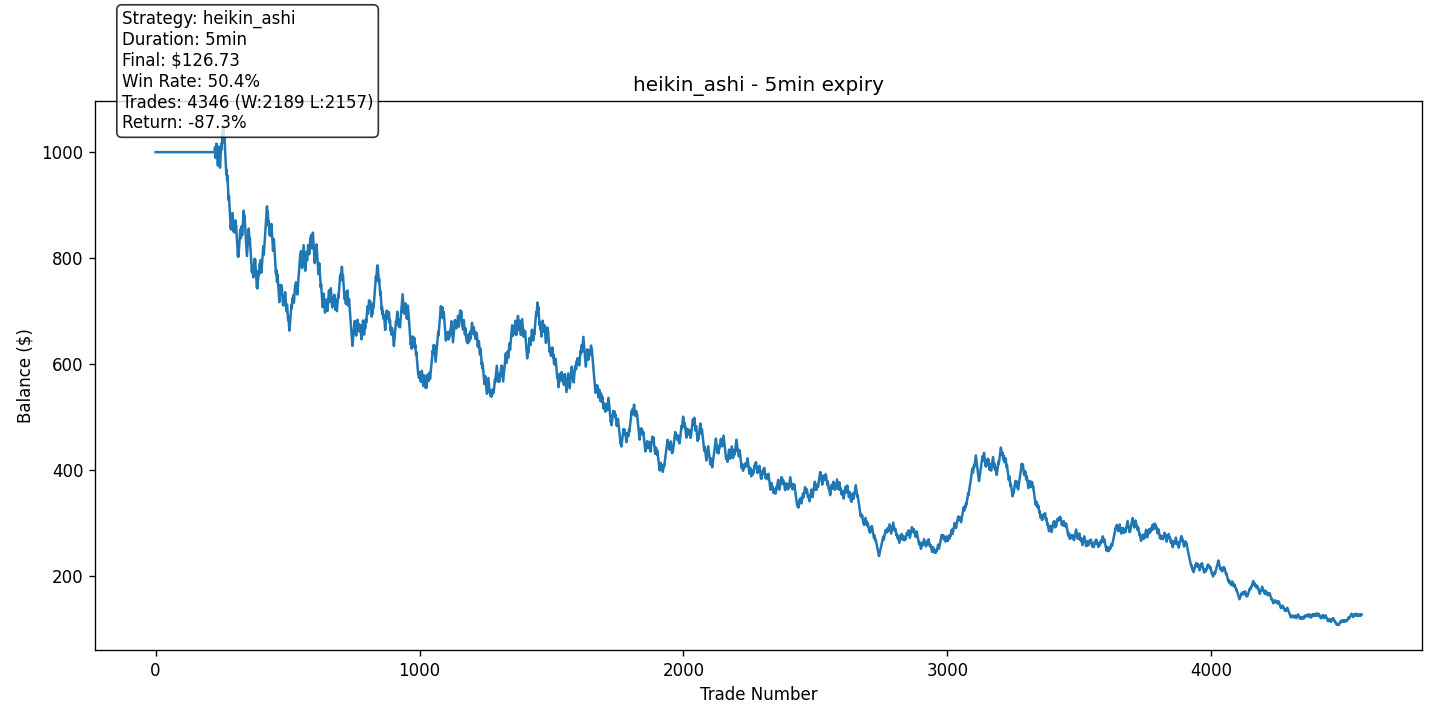 Strategy: heikin_ashi
Duration: 5min
Final: $126.73
Win Rate: 50.4%
Trades: 4346 (W:2189 L:2157)
Return: -87.3%
heikin_ashi - 5min expiry
1000
800
600
400
200
Balance ($)
0 1000 2000 3000 4000
Trade Number